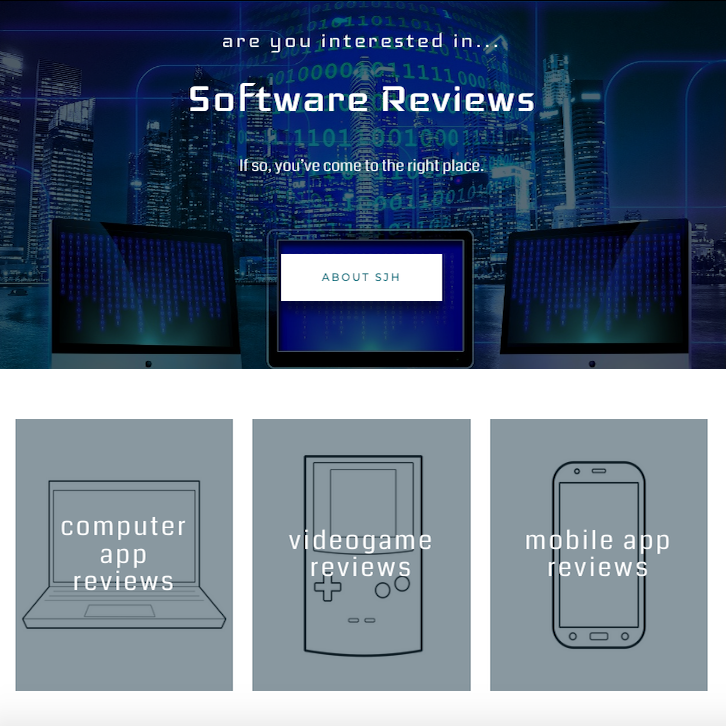 are you interested in...
Software Reviews
If so, you've come to the right place.
ABOUT SJH
computer
app
reviews
videogame
reviews
mobile app
reviews